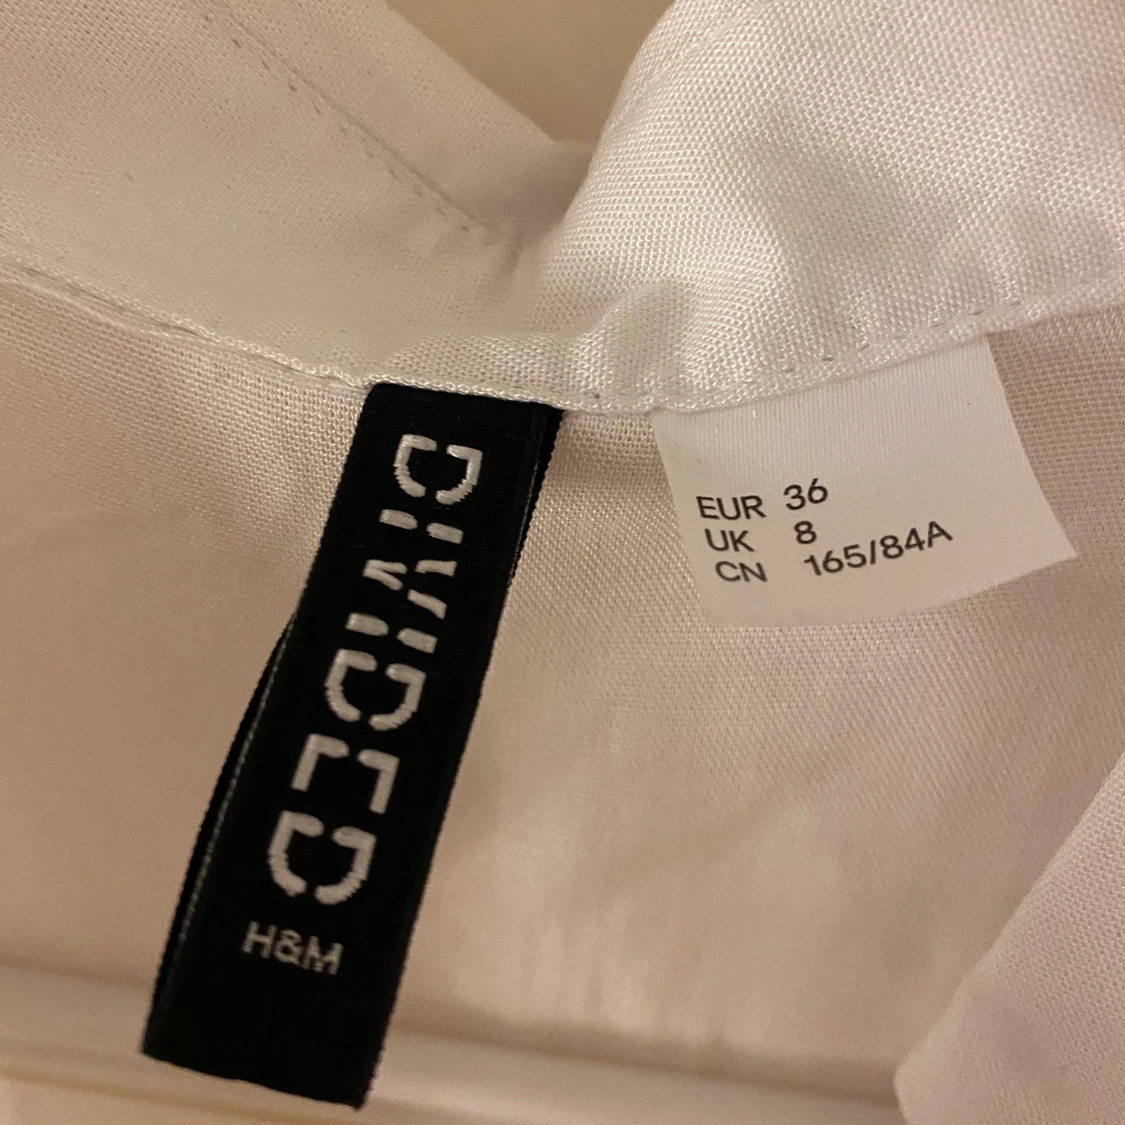 DIVIDED
H&M
EUR 36
UK 8
CN 165/84A